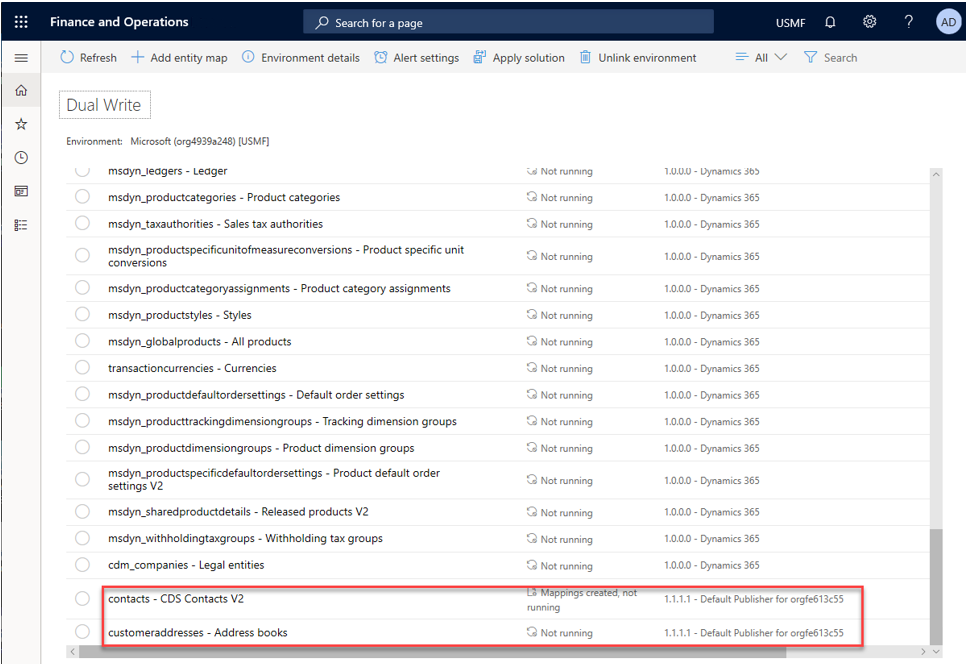 Finance and Operations
Search for a page
USMF
?
AD
Refresh
Add entity map
Environment details
Alert settings
Apply solution
Unlink environment
All
Search
Dual Write
Environment: Microsoft (org4939a248) [USMF]
msdyn_ledgers - Ledger Not running 1.0.0.0 - Dynamics 365
msdyn_productcategories - Product categories Not running 1.0.0.0 - Dynamics 365
msdyn_taxauthorities - Sales tax authorities Not running 1.0.0.0 - Dynamics 365
msdyn_productspecificunitofmeasureconversions - Product specific unit
conversions
Not running 1.0.0.0 - Dynamics 365
msdyn_productcategoryassignments - Product category assignments Not running 1.0.0.0 - Dynamics 365
msdyn_productstyles - Styles Not running 1.0.0.0 - Dynamics 365
msdyn_globalproducts - All products Not running 1.0.0.0 - Dynamics 365
transactioncurrencies - Currencies Not running 1.0.0.0 - Dynamics 365
msdyn_productdefaultordersettings - Default order settings Not running 1.0.0.0 - Dynamics 365
msdyn_producttrackingdimensiongroups - Tracking dimension groups Not running 1.0.0.0 - Dynamics 365
msdyn_productdimensiongroups - Product dimension groups Not running 1.0.0.0 - Dynamics 365
msdyn_productspecificdefaultordersettings - Product default order
settings V2
Not running 1.0.0.0 - Dynamics 365
msdyn_sharedproductdetails - Released products V2 Not running 1.0.0.0 - Dynamics 365
msdyn_withholdingtaxgroups - Withholding tax groups Not running 1.0.0.0 - Dynamics 365
cdm_companies - Legal entities Not running 1.0.0.0 - Dynamics 365
contacts - CDS Contacts V2
Mappings created, not
running
1.1.1.1 - Default Publisher for orgfe613c55
customeraddresses - Address books Not running 1.1.1.1 - Default Publisher for orgfe613c55